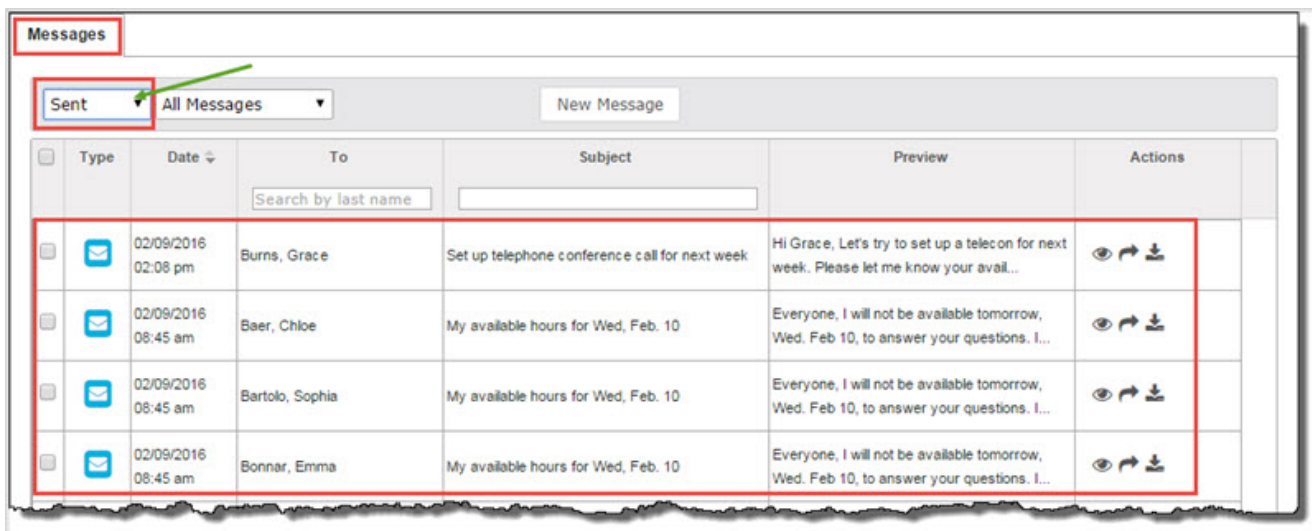 Messages
Sent All Messages New Message
Type Date To Subject Preview Actions
Search by last name
02/09/2016
02:08 pm
Burns, Grace
Set up telephone conference call for next week
Hi Grace, Let's try to set up a telecon for next
week. Please let me know your avail...
02/09/2016
08:45 am
Baer, Chloe
My available hours for Wed, Feb. 10
Everyone, I will not be available tomorrow,
Wed. Feb 10, to answer your questions. I...
02/09/2016
08:45 am
Bartolo, Sophia
My available hours for Wed, Feb. 10
Everyone, I will not be available tomorrow,
Wed. Feb 10, to answer your questions. I...
02/09/2016
08:45 am
Bonnar, Emma
My available hours for Wed, Feb. 10
Everyone, I will not be available tomorrow,
Wed. Feb 10, to answer your questions. I...